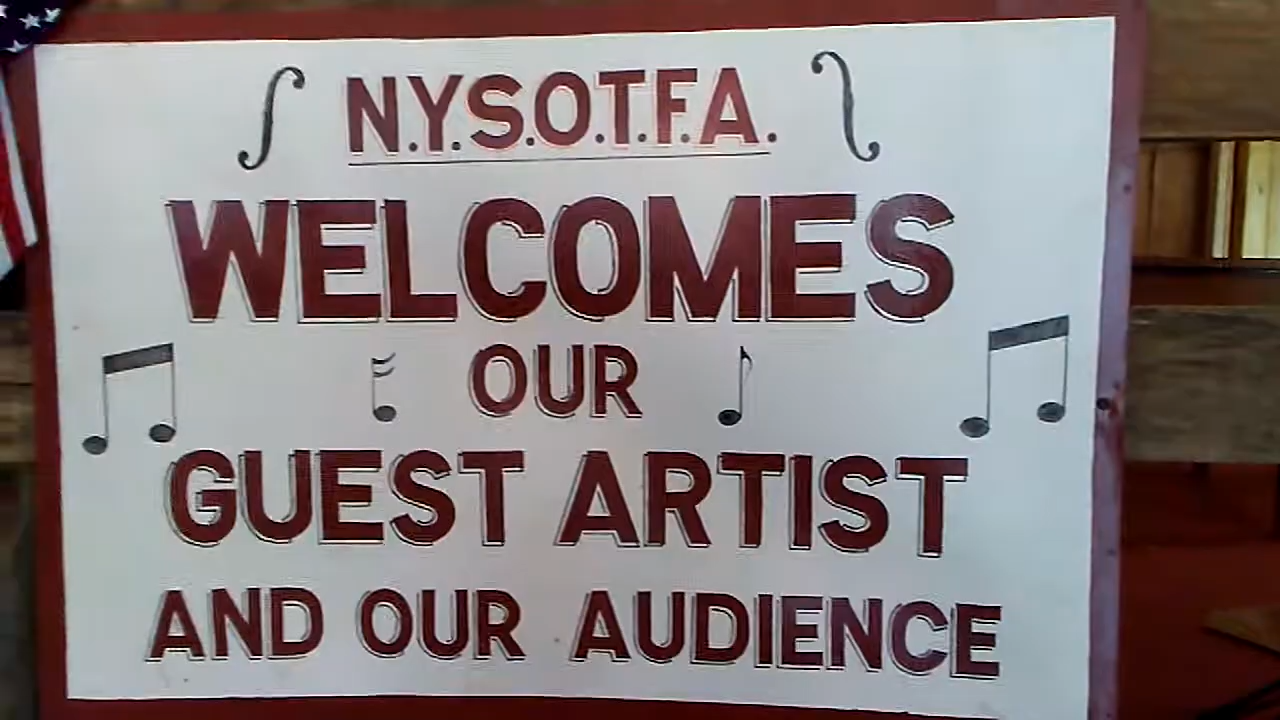 N.Y.S.O.T.F.A.
WELCOMES
OUR
GUEST ARTIST
AND OUR AUDIENCE